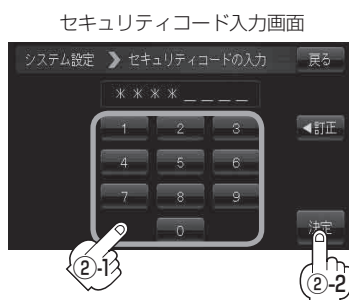 セキュリティコード入力画面
システム設定 》 セキュリティコードの入力 戻る
****____
1 2 3 ◀訂正
4 5 6
7 8 9
0 決定
②-1 ②-2